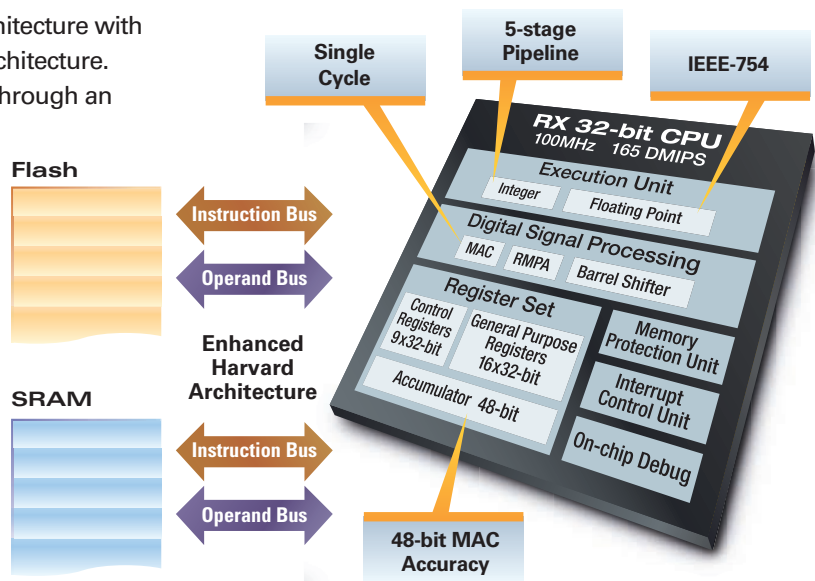 hitecture with
chitecture.
through an
Single
Cycle
5-stage
Pipeline
IEEE-754
RX 32-bit CPU
100MHz 165 DMIPS
Execution Unit
Integer
Floating Point
Digital Signal Processing
MAC
RMPA
Barrel Shifter
Register Set
Control
Registers
9x32-bit
General Purpose
Registers
16x32-bit
Accumulator 48-bit
Memory
Protection Unit
Interrupt
Control Unit
On-chip Debug
Flash
Instruction Bus
Operand Bus
Enhanced
Harvard
Architecture
SRAM
Instruction Bus
Operand Bus
48-bit MAC
Accuracy